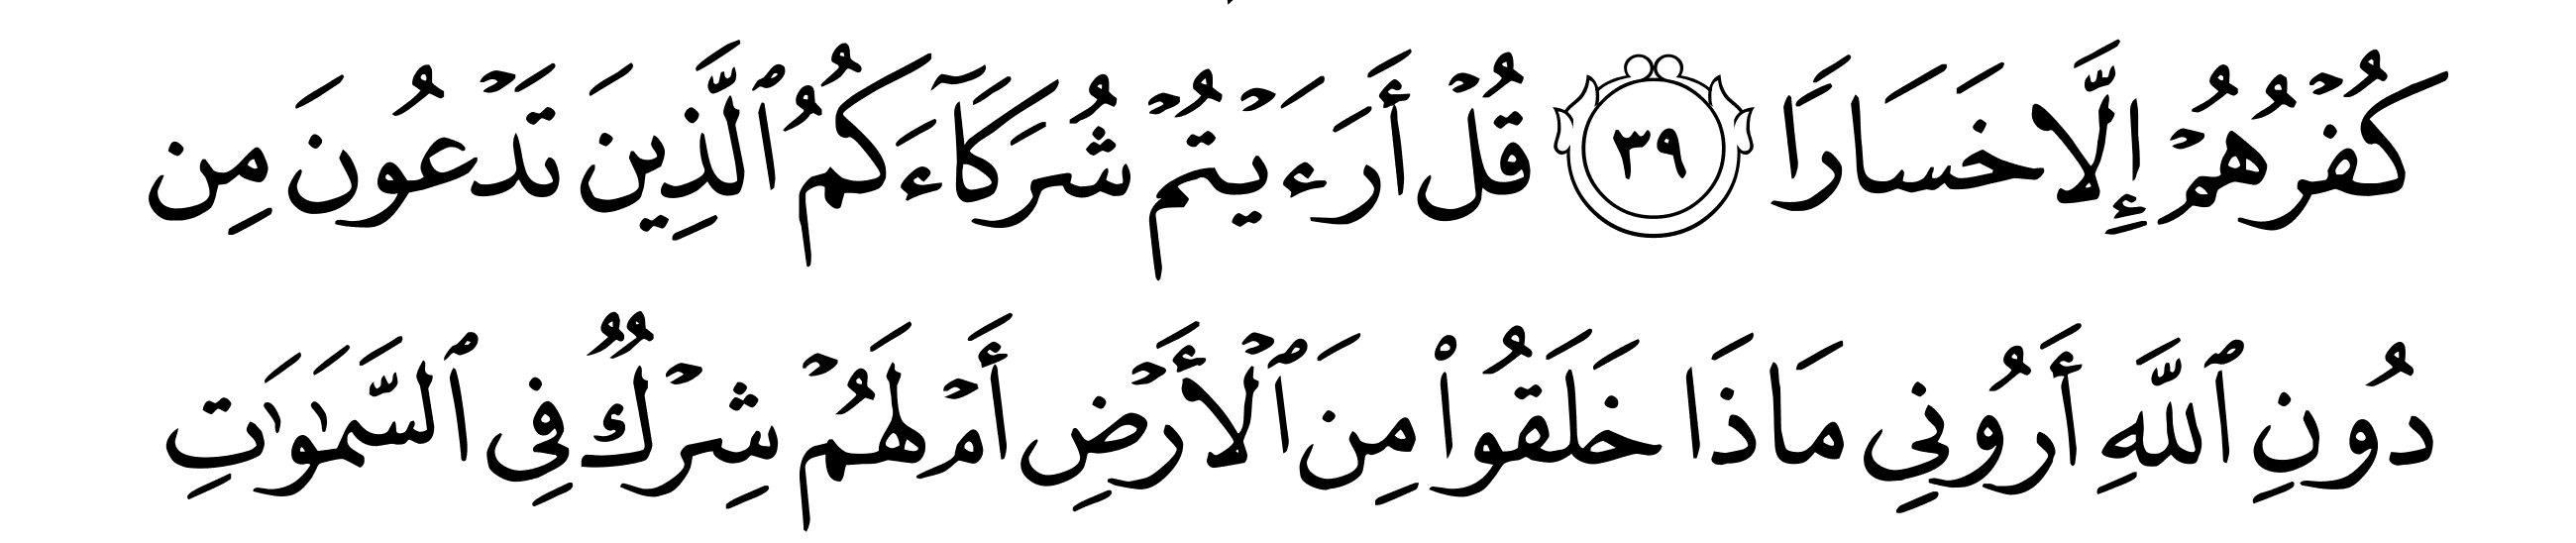 كُفْرُهُمْ إِلَّا خَسَارًا ٣٩ قُلْ أَرَءَيْتُمْ شُرَكَآءَكُمُ ٱلَّذِينَ تَدْعُونَ مِن
دُونِ ٱللَّهِ أَرُونِي مَاذَا خَلَقُوا۟ مِنَ ٱلْأَرْضِ أَمْ لَهُمْ شِرْكٌ فِي ٱلسَّمَٰوَٰتِ